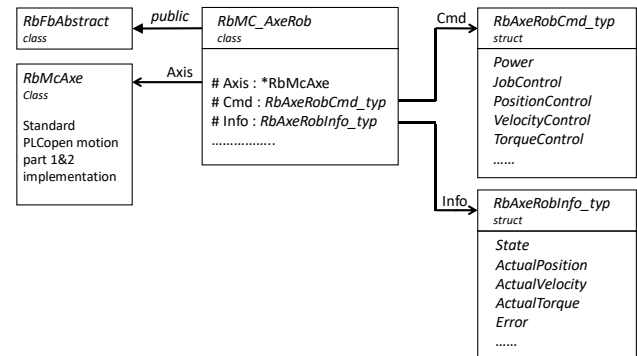 RbFbAbstract
class
public
RbMC_AxeRob
class
# Axis : *RbMcAxe
# Cmd : RbAxeRobCmd_typ
# Info : RbAxeRobInfo_typ
……………..
Axis
RbMcAxe
Class
Standard
PLCopen motion
part 1&2
implementation
Cmd
RbAxeRobCmd_typ
struct
Power
JobControl
PositionControl
VelocityControl
TorqueControl
……
Info
RbAxeRobInfo_typ
struct
State
ActualPosition
ActualVelocity
ActualTorque
Error
……